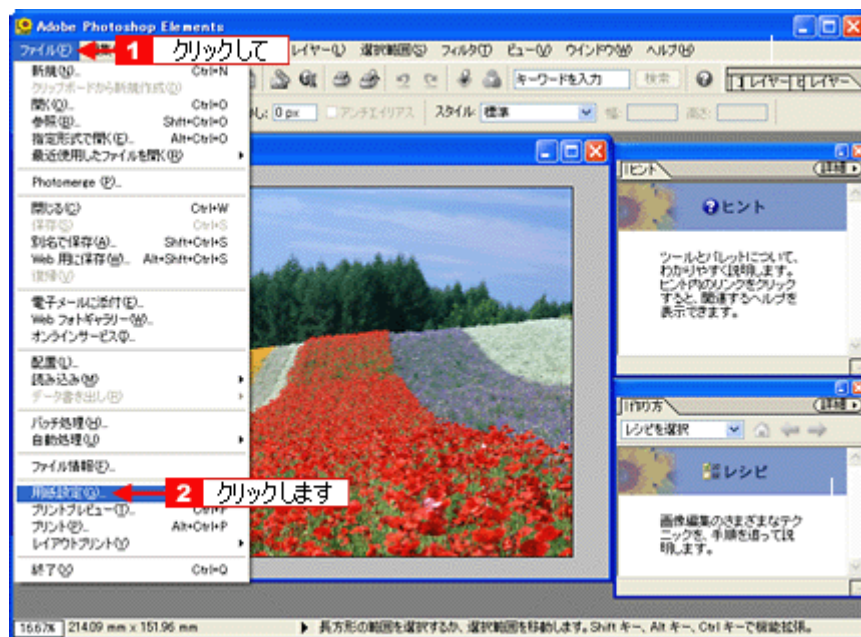 Adobe Photoshop Elements
ファイル(F) 1 クリックして レイヤー(L) 選択範囲(S) フィルタ(T) ビュー(V) ウインドウ(W) ヘルプ(H)
新規(N)... Ctrl+N
クリップボードから新規作成(C)
開く(O)... Ctrl+O
参照(B)... Shift+Ctrl+O
指定形式で開く(E)... Alt+Ctrl+O
最近使用したファイルを開く(R)
Photomerge (P)...
閉じる(C) Ctrl+W
保存(S) Ctrl+S
別名で保存(A)... Shift+Ctrl+S
Web 用に保存(W)... Alt+Shft+Ctrl+S
復帰(V)
電子メールに添付(E)...
Web フォトギャラリー(W)...
オンラインサービス(I)...
配置(L)...
読み込み(M)
データ書き出し(E)
バッチ処理(H)...
自動処理(U)
ファイル情報(F)...
用紙設定(G)... 2 クリックします
プリントプレビュー(T)... Ctrl+P
プリント(P)... Alt+Ctrl+P
レイアウトプリント(Y)
終了(X) Ctrl+Q
キーワードを入力 検索 レイヤー レイヤー
し: 0 px アンチエイリアス スタイル: 標準 幅: 高さ:
ヒント 詳細
ヒント
ツールとパレットについて、
わかりやすく説明します。
ヒント内のリンクをクリック
すると、関連するヘルプを
表示できます。
作り方 詳細
レシピを選択
レシピ
画像編集のさまざまなテク
ニックを、手順を追って説
明します。
16.67% 214.09 mm x 151.96 mm 長方形の範囲を選択するか、選択範囲を移動します。Shift キー、Alt キー、Ctrl キーで機能拡張。